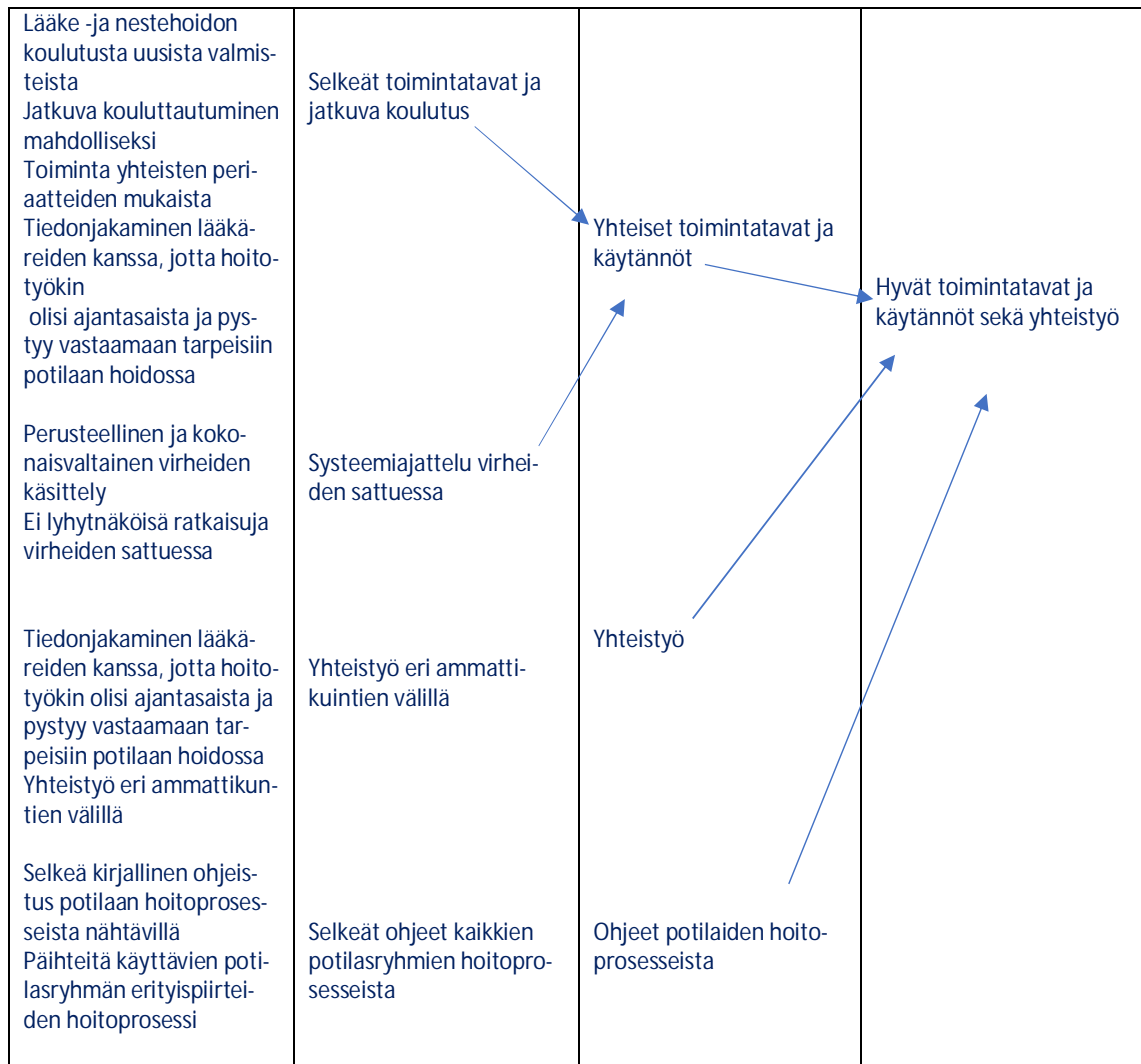 Lääke -ja nestehoidon
koulutusta uusista valmis-
teista
Jatkuva kouluttautuminen
mahdolliseksi
Toiminta yhteisten peri-
aatteiden mukaista
Tiedonjakaminen lääkä-
reiden kanssa, jotta hoito-
työkin
olisi ajantasaista ja pys-
tyy vastaamaan tarpeisiin
potilaan hoidossa
Perusteellinen ja koko-
naisvaltainen virheiden
käsittely
Ei lyhytnäköisä ratkaisuja
virheiden sattuessa
Tiedonjakaminen lääkä-
reiden kanssa, jotta hoito-
työkin olisi ajantasaista ja
pystyy vastaamaan tar-
peisiin potilaan hoidossa
Yhteistyö eri ammattikun-
tien välillä
Selkeä kirjallinen ohjeis-
tus potilaan hoitoproses-
seista nähtävillä
Päihteitä käyttävien poti-
lasryhmän erityispiirtei-
den hoitoprosessi
Selkeät toimintatavat ja
jatkuva koulutus
Systeemiajattelu virhei-
den sattuessa
Yhteistyö eri ammatti-
kuintien välillä
Selkeät ohjeet kaikkien
potilasryhmien hoitopro-
sesseista
Yhteiset toimintatavat ja
käytännöt
Yhteistyö
Ohjeet potilaiden hoito-
prosesseista
Hyvät toimintatavat ja
käytännöt sekä yhteistyö